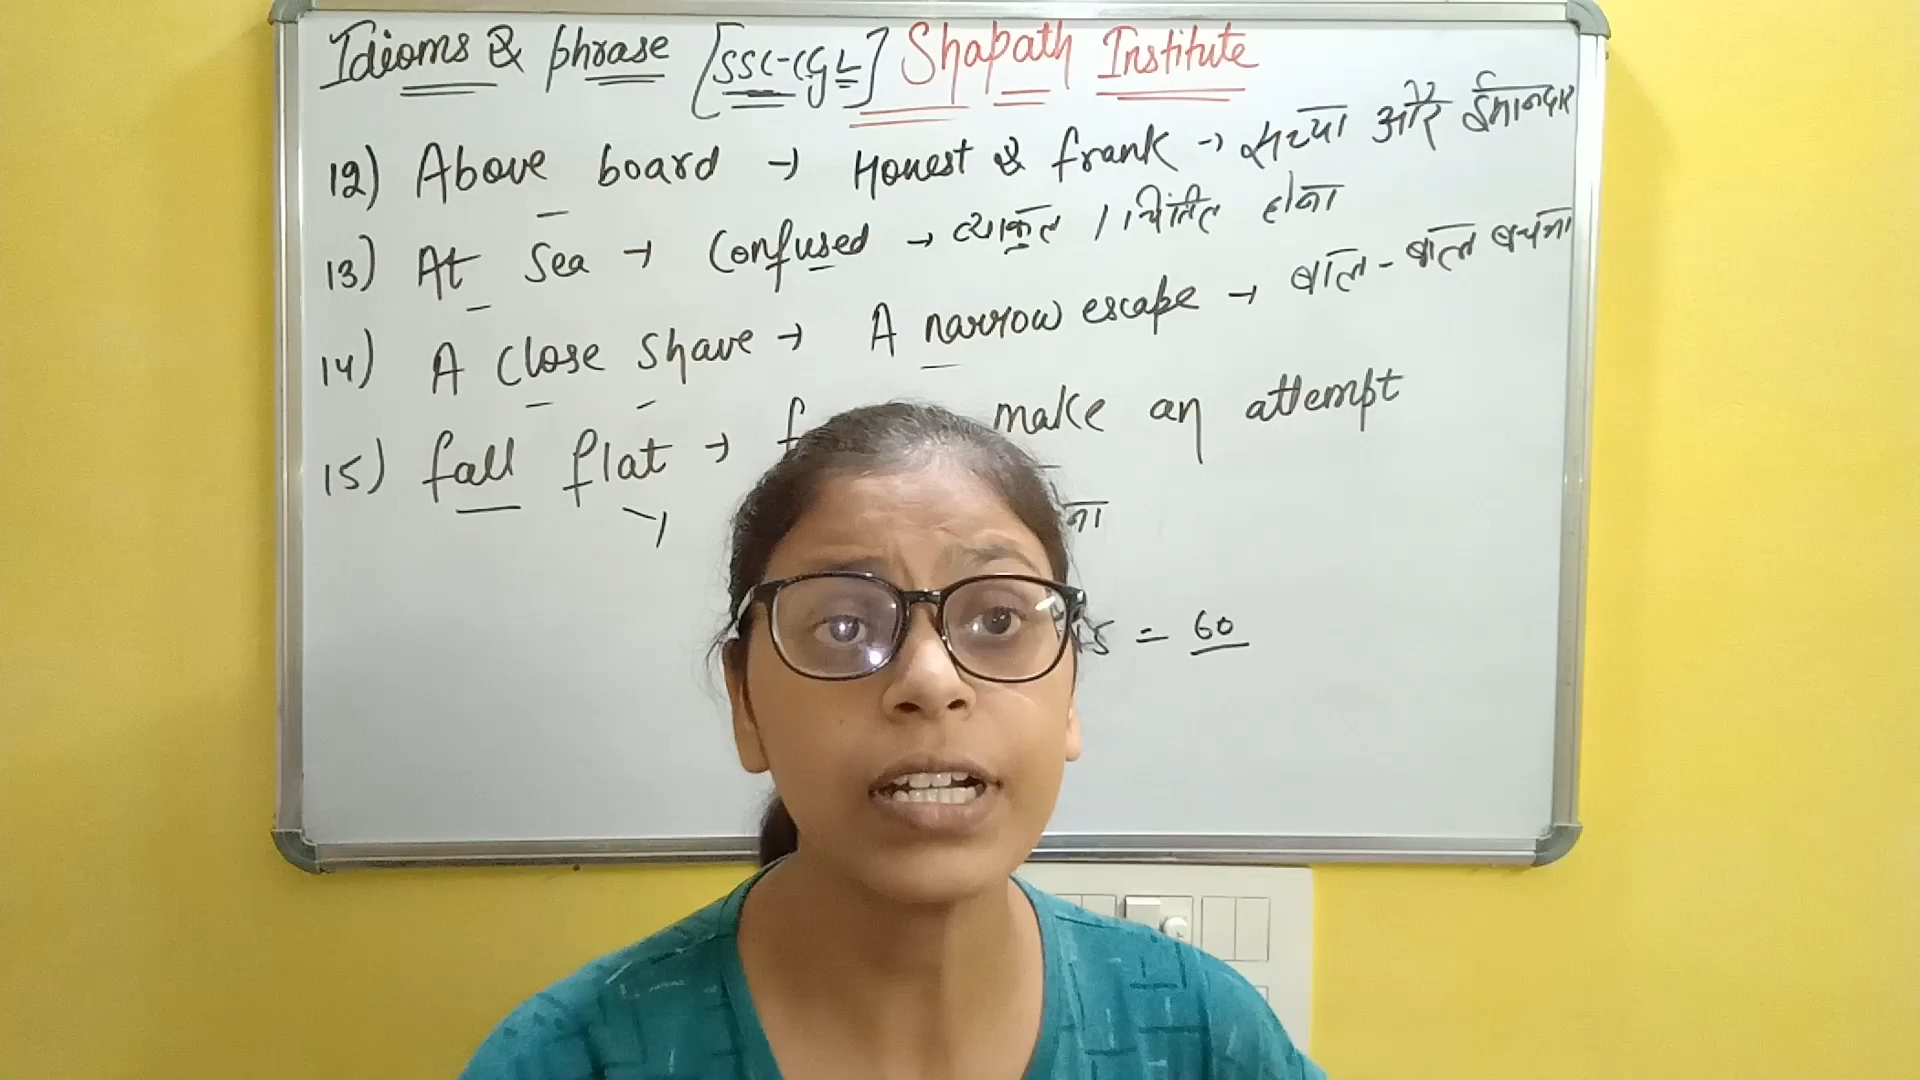 Idioms & phrase [SSC-CGL] Shapath Institute
12) Above board → Honest & frank → सच्चा और ईमानदार
13) At Sea → Confused → व्याकुल / चिंतित होना
14) A close shave → A narrow escape → बाल-बाल बचना
15) fall flat → make an attempt
→ ना
15 = 60